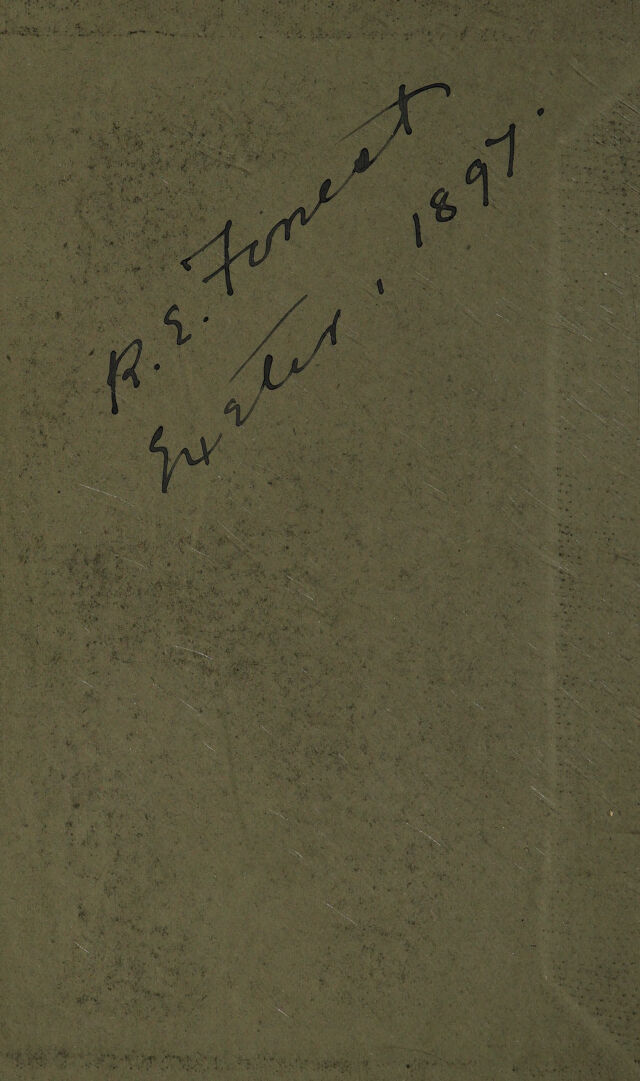 R. E. Forrest
Exeter, 1897.